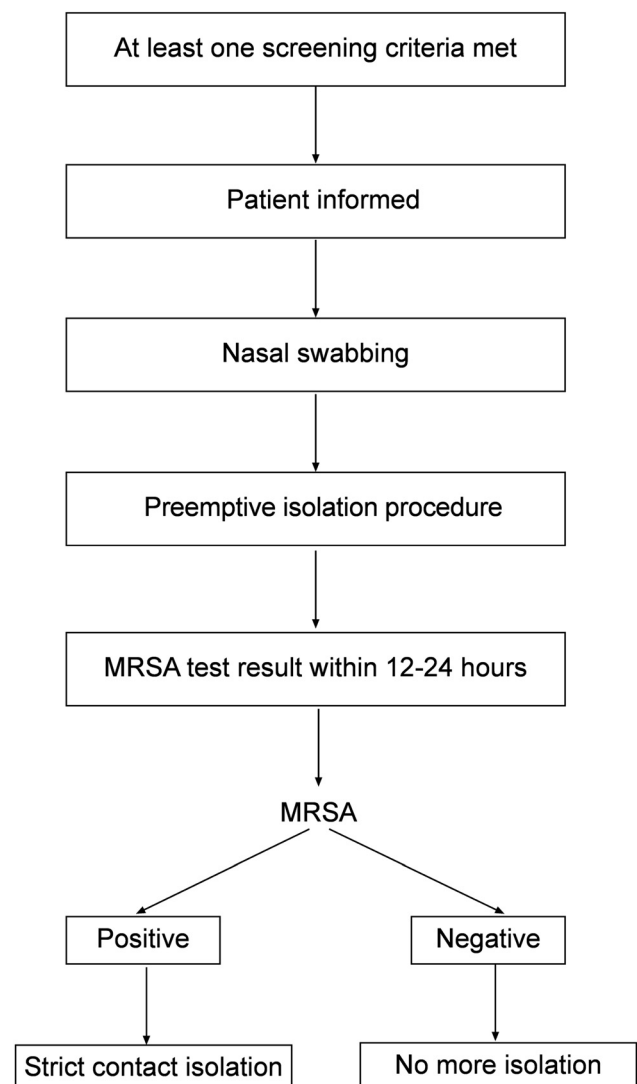 At least one screening criteria met
Patient informed
Nasal swabbing
Preemptive isolation procedure
MRSA test result within 12-24 hours
MRSA
Positive
Negative
Strict contact isolation
No more isolation